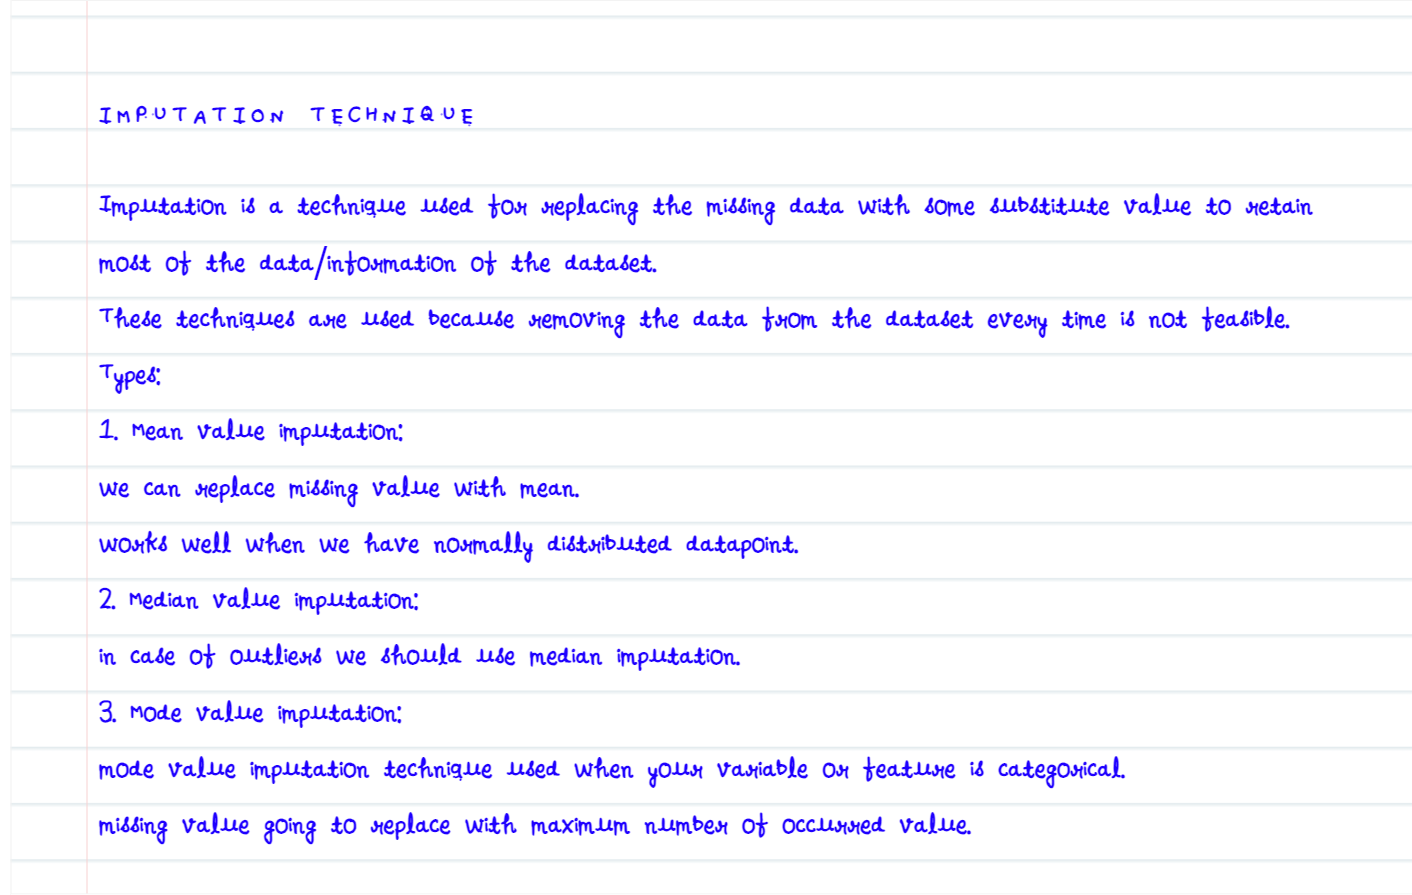 IMPUTATION TECHNIQUE
Imputation is a technique used for replacing the missing data with some substitute value to retain
most of the data/information of the dataset.
These techniques are used because removing the data from the dataset every time is not feasible.
Types:
1. Mean value imputation:
we can replace missing value with mean.
works well when we have normally distributed datapoint.
2. Median value imputation:
in case of outliers we should use median imputation.
3. Mode value imputation:
mode value imputation technique used when your variable or feature is categorical.
missing value going to replace with maximum number of occurred value.